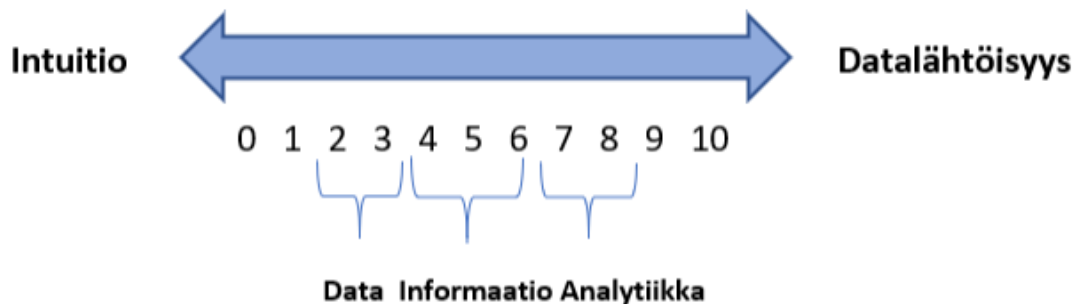 Intuitio Datalähtöisyys
0 1 2 3 4 5 6 7 8 9 10
Data Informaatio Analytiikka